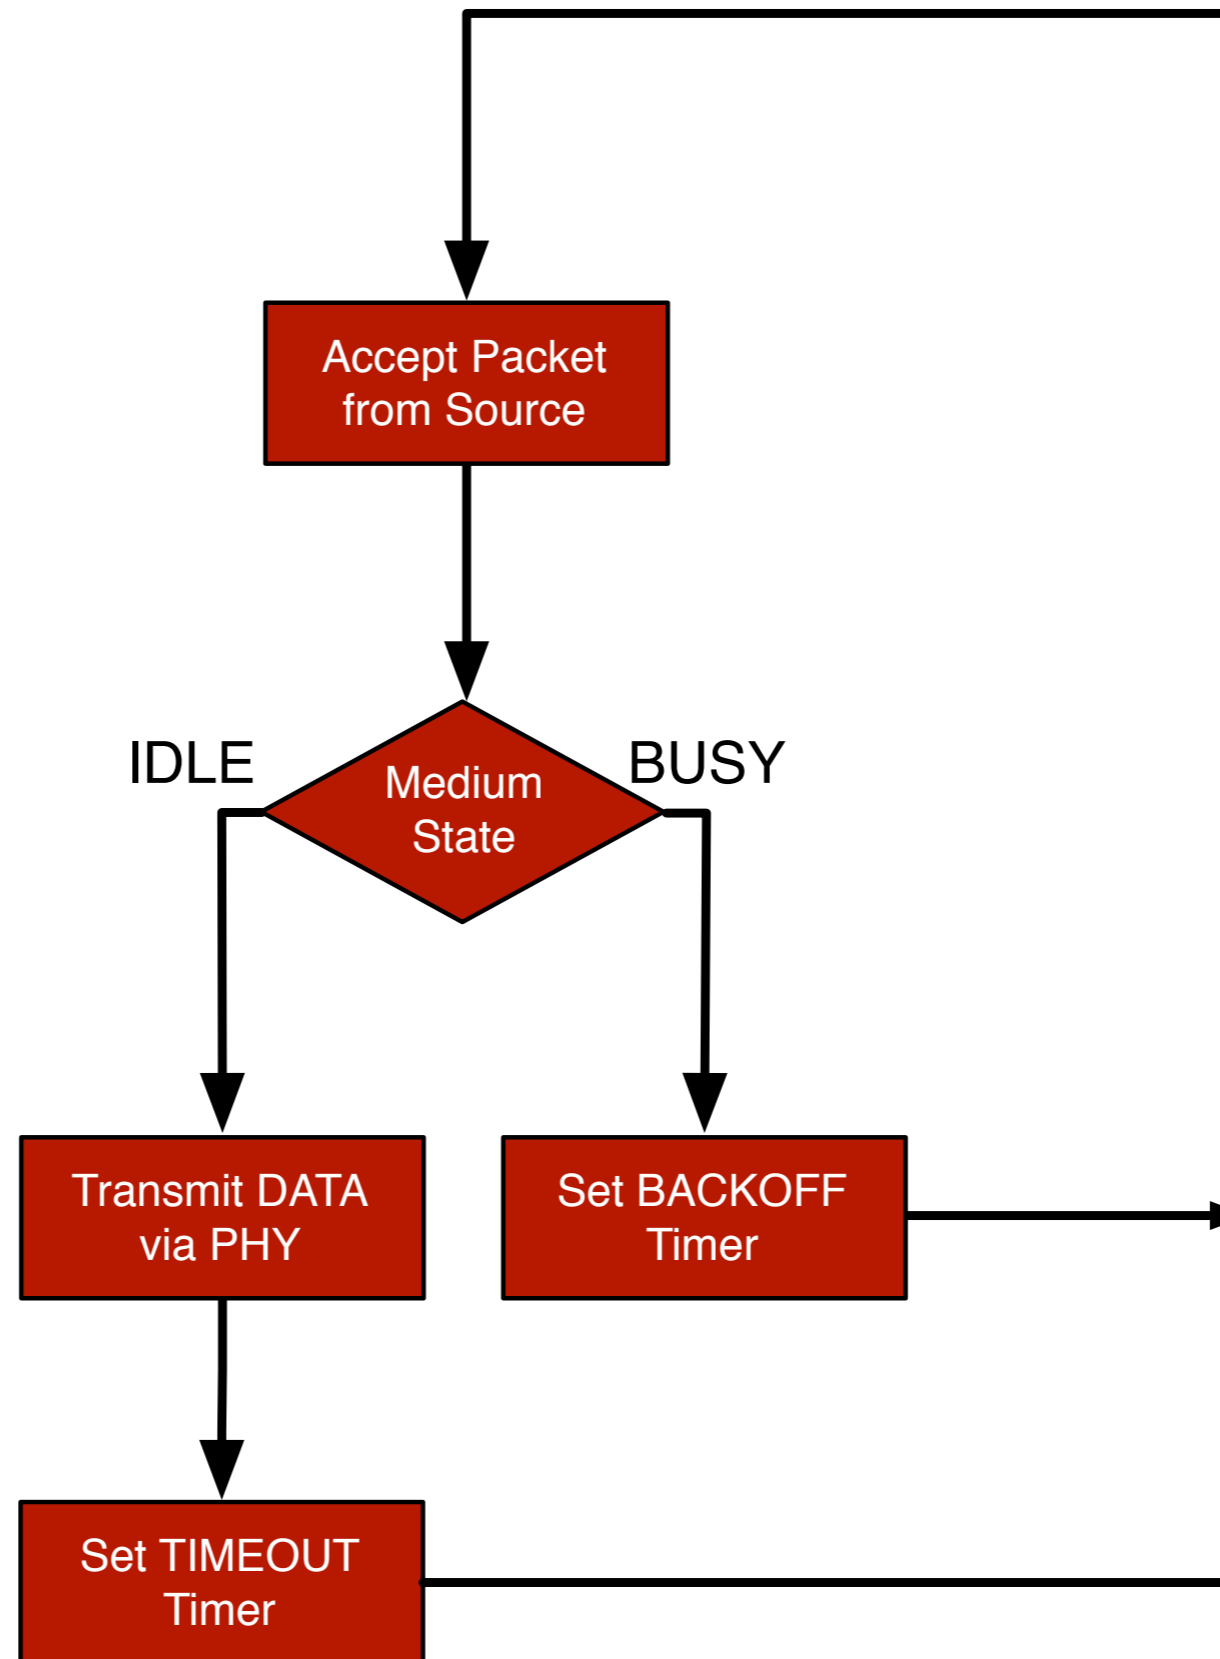 Accept Packet
from Source
IDLE
BUSY
Medium
State
Transmit DATA
via PHY
Set BACKOFF
Timer
Set TIMEOUT
Timer